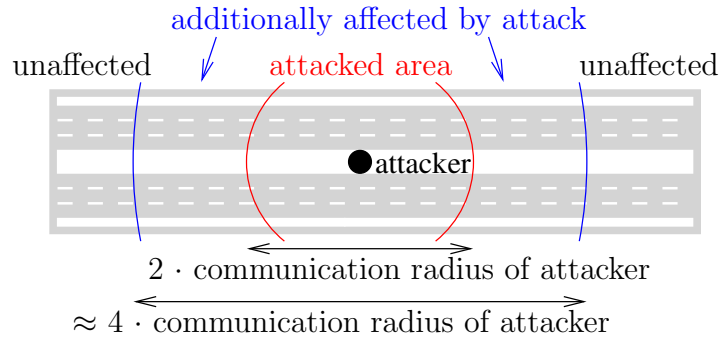 additionally affected by attack
unaffected attacked area unaffected
attacker
2 · communication radius of attacker
≈ 4 · communication radius of attacker